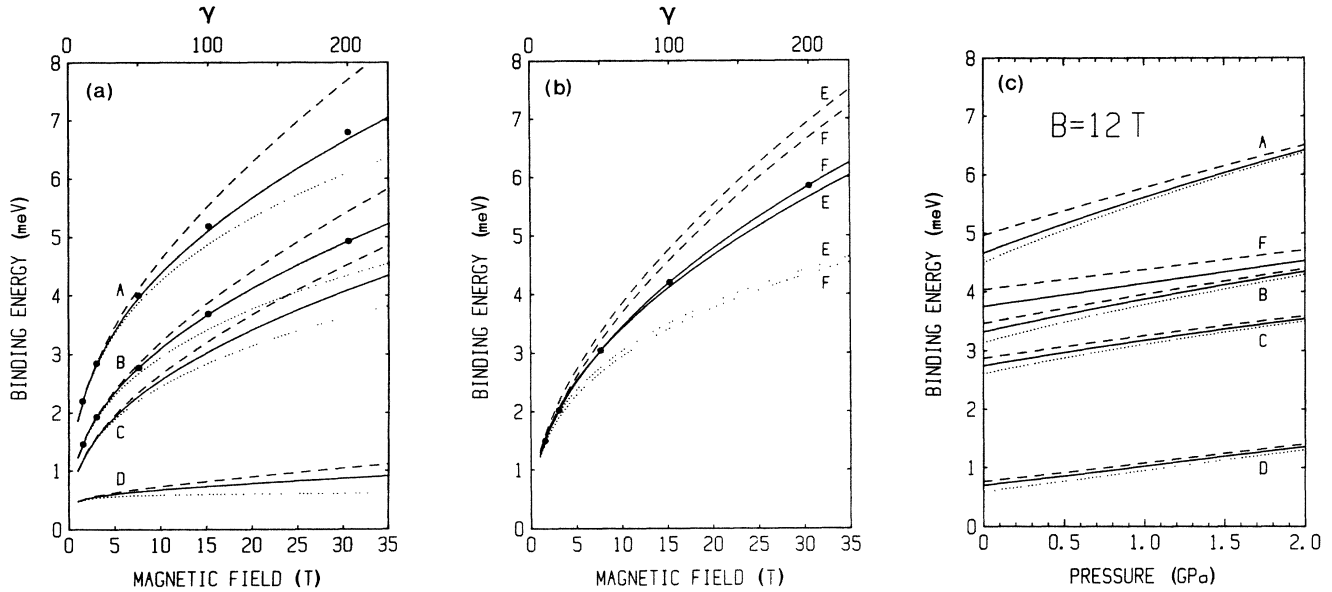 γ
0 100 200
8
7
6
5
4
3
2
1
0
BINDING ENERGY (meV)
(a)
A
B
C
D
0 5 10 15 20 25 30 35
MAGNETIC FIELD (T)
γ
0 100 200
8
7
6
5
4
3
2
1
0
BINDING ENERGY (meV)
(b)
E
F
F
E
E
F
0 5 10 15 20 25 30 35
MAGNETIC FIELD (T)
8
7
6
5
4
3
2
1
0
BINDING ENERGY (meV)
(c)
B=12 T
A
F
B
C
D
0 0.5 1.0 1.5 2.0
PRESSURE (GPa)